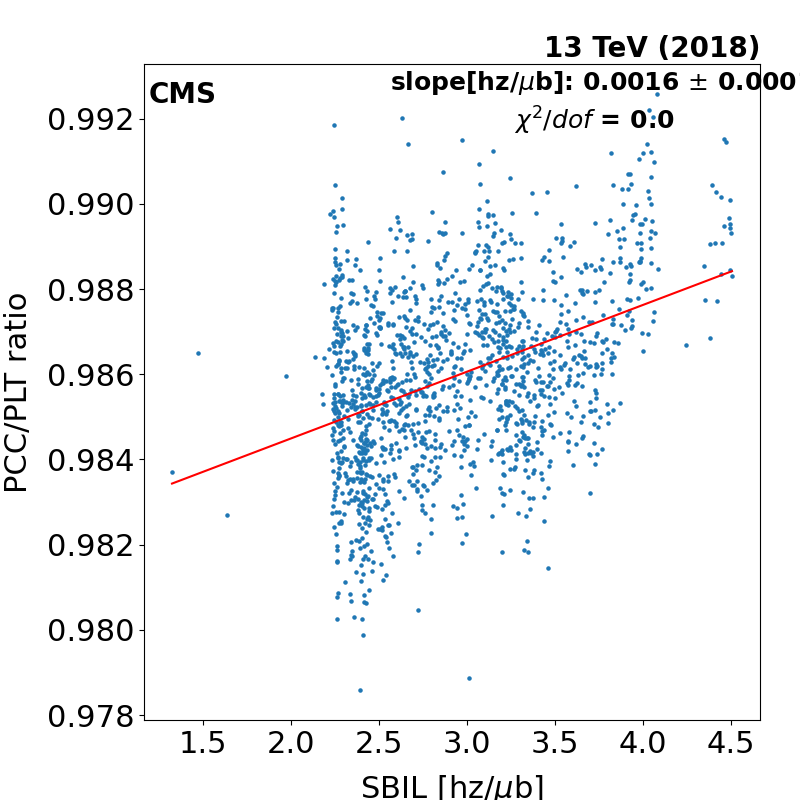 13 TeV (2018)
CMS
slope[hz/μb]: 0.0016 ± 0.000
χ²/dof = 0.0
0.992
0.990
0.988
0.986
0.984
0.982
0.980
0.978
PCC/PLT ratio
1.5 2.0 2.5 3.0 3.5 4.0 4.5
SBIL [hz/μb]